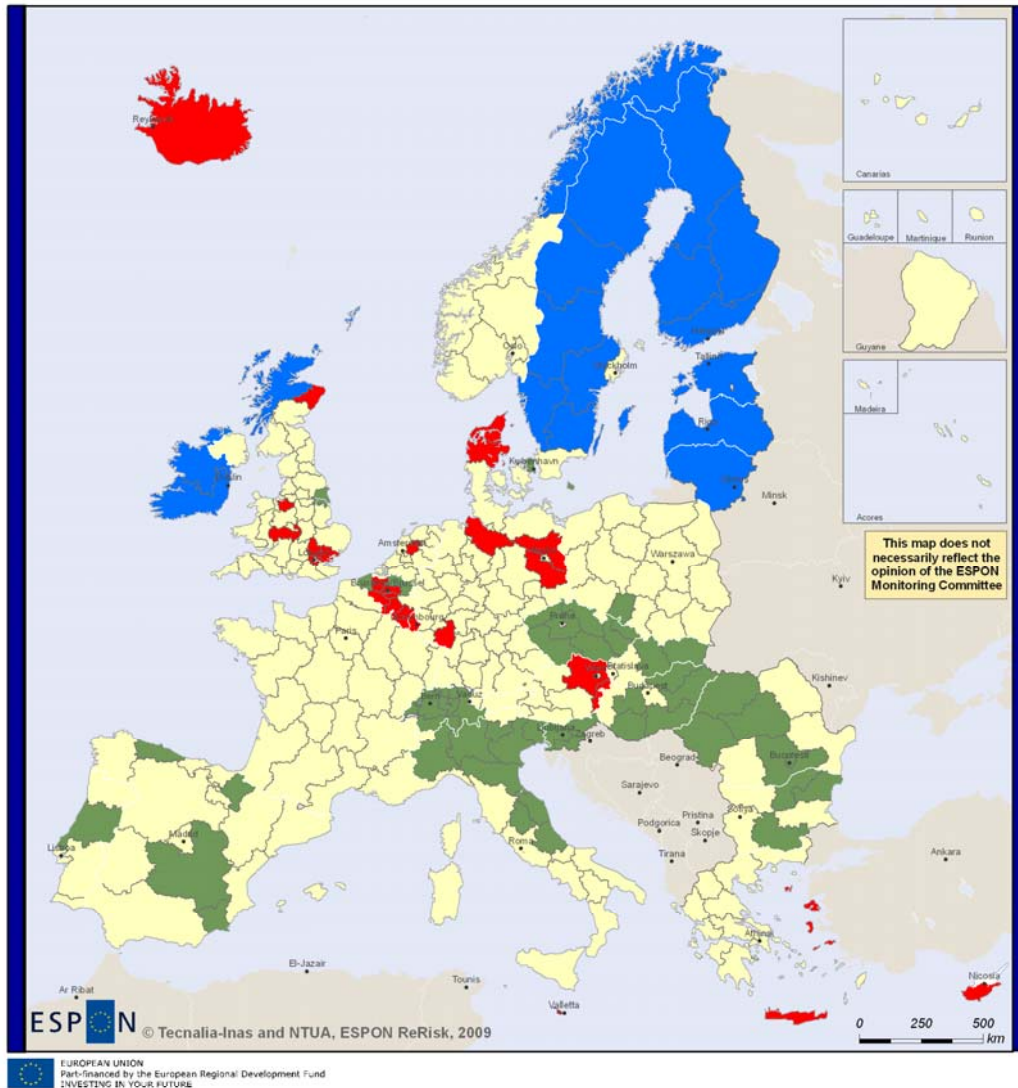 Reykjavik
Canarias
Guadeloupe
Martinique
Runion
Guyane
Madeira
Acores
This map does not
necessarily reflect the
opinion of the ESPON
Monitoring Committee
Oslo
Stockholm
Tallinn
Minsk
København
Warszawa
Kyiv
Paris
Praha
Bratislava
Budapest
Kishinev
Vaduz
Zagreb
Beograd
Bucuresti
Sarajevo
Pristina
Sofiya
Podgorica
Skopje
Tirana
Madrid
Lisboa
Roma
Ankara
Athinai
El-Jazair
Tounis
Ar Ribat
Valletta
Nicosia
ESPON
© Tecnalia-Inas and NTUA, ESPON ReRisk, 2009
0 250 500
km
EUROPEAN UNION
Part-financed by the European Regional Development Fund
INVESTING IN YOUR FUTURE